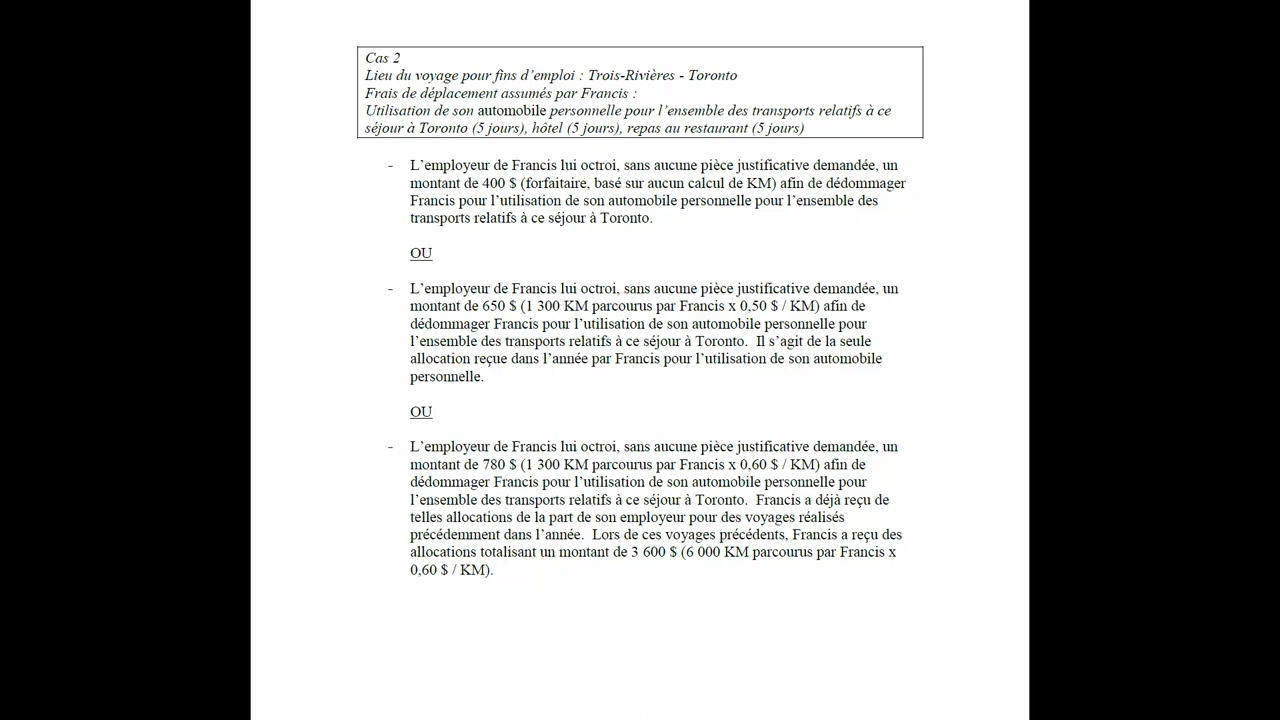 Cas 2
Lieu du voyage pour fins d’emploi : Trois-Rivières - Toronto
Frais de déplacement assumés par Francis :
Utilisation de son automobile personnelle pour l’ensemble des transports relatifs à ce
séjour à Toronto (5 jours), hôtel (5 jours), repas au restaurant (5 jours)
- L’employeur de Francis lui octroi, sans aucune pièce justificative demandée, un
montant de 400 $ (forfaitaire, basé sur aucun calcul de KM) afin de dédommager
Francis pour l’utilisation de son automobile personnelle pour l’ensemble des
transports relatifs à ce séjour à Toronto.
OU
- L’employeur de Francis lui octroi, sans aucune pièce justificative demandée, un
montant de 650 $ (1 300 KM parcourus par Francis x 0,50 $ / KM) afin de
dédommager Francis pour l’utilisation de son automobile personnelle pour
l’ensemble des transports relatifs à ce séjour à Toronto.  Il s’agit de la seule
allocation reçue dans l’année par Francis pour l’utilisation de son automobile
personnelle.
OU
- L’employeur de Francis lui octroi, sans aucune pièce justificative demandée, un
montant de 780 $ (1 300 KM parcourus par Francis x 0,60 $ / KM) afin de
dédommager Francis pour l’utilisation de son automobile personnelle pour
l’ensemble des transports relatifs à ce séjour à Toronto.  Francis a déjà reçu de
telles allocations de la part de son employeur pour des voyages réalisés
précédemment dans l’année.  Lors de ces voyages précédents, Francis a reçu des
allocations totalisant un montant de 3 600 $ (6 000 KM parcourus par Francis x
0,60 $ / KM).